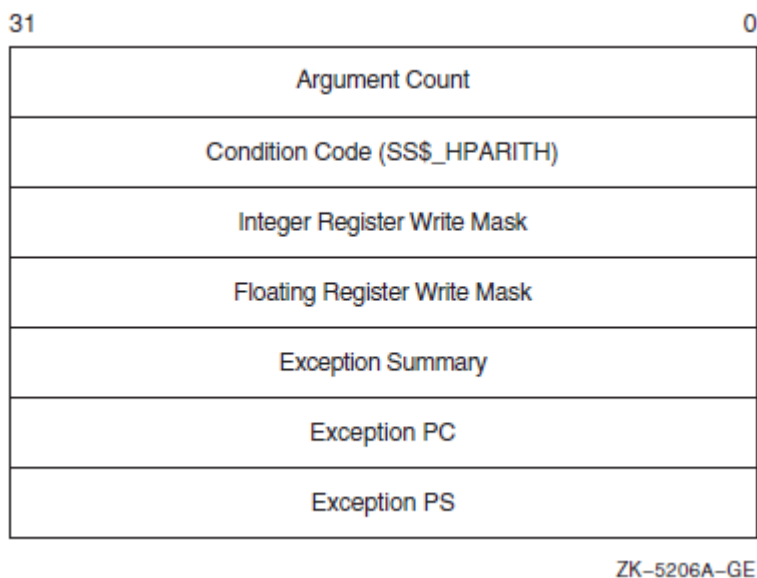 31 0
Argument Count
Condition Code (SS$_HPARITH)
Integer Register Write Mask
Floating Register Write Mask
Exception Summary
Exception PC
Exception PS
ZK–5206A–GE